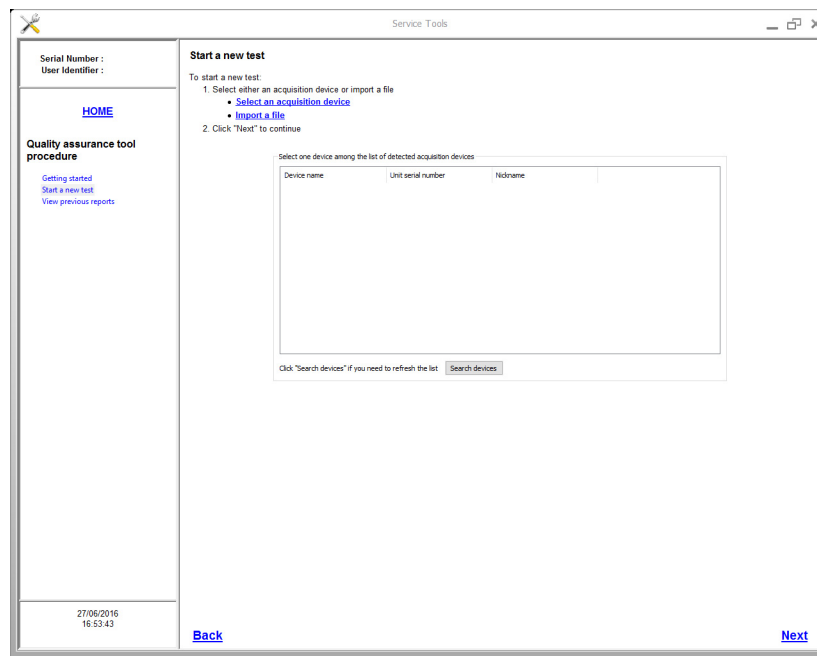 Service Tools
Serial Number :
User Identifier :
HOME
Quality assurance tool
procedure
Getting started
Start a new test
View previous reports
27/06/2016
16:53:43
Start a new test
To start a new test:
1. Select either an acquisition device or import a file
• Select an acquisition device
• Import a file
2. Click "Next" to continue
Select one device among the list of detected acquisition devices
Device name Unit serial number Nickname
Click "Search devices" if you need to refresh the list Search devices
Back Next